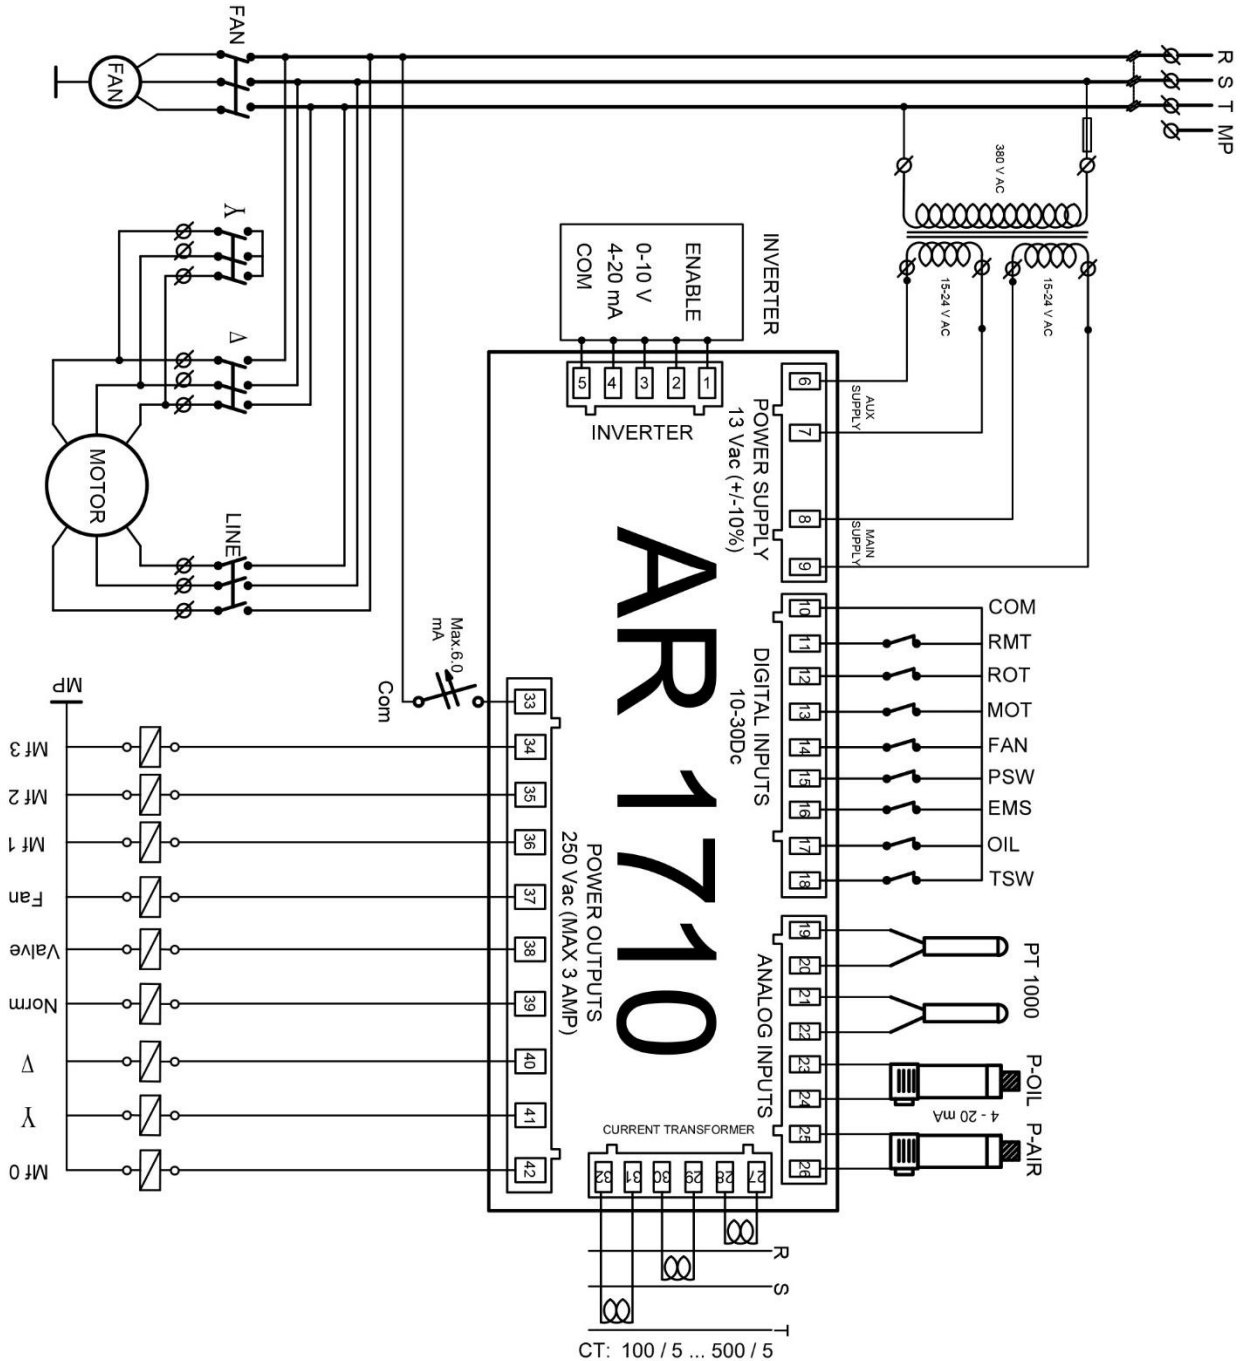 FAN
FAN
R
S
T
MP
380 V AC
15-24 V AC
15-24 V AC
Y
Δ
MOTOR
LINE
INVERTER
ENABLE
0-10 V
4-20 mA
COM
5
4
3
2
1
INVERTER
6
7
8
9
AUX
SUPPLY
MAIN
SUPPLY
POWER SUPPLY
13 Vac (+/-10%)
AR 1710
10
11
12
13
14
15
16
17
18
COM
RMT
ROT
MOT
FAN
PSW
EMS
OIL
TSW
DIGITAL INPUTS
10-30Dc
19
20
21
22
23
24
25
26
ANALOG INPUTS
PT 1000
P-OIL
4 - 20 mA
P-AIR
Max.6.0
mA
Com
33
34
35
36
37
38
39
40
41
42
POWER OUTPUTS
250 Vac (MAX 3 AMP)
MP
Mf 3
Mf 2
Mf 1
Fan
Valve
Norm
Δ
Y
Mf 0
CURRENT TRANSFORMER
32
31
30
29
28
27
R
S
T
CT: 100 / 5 ... 500 / 5